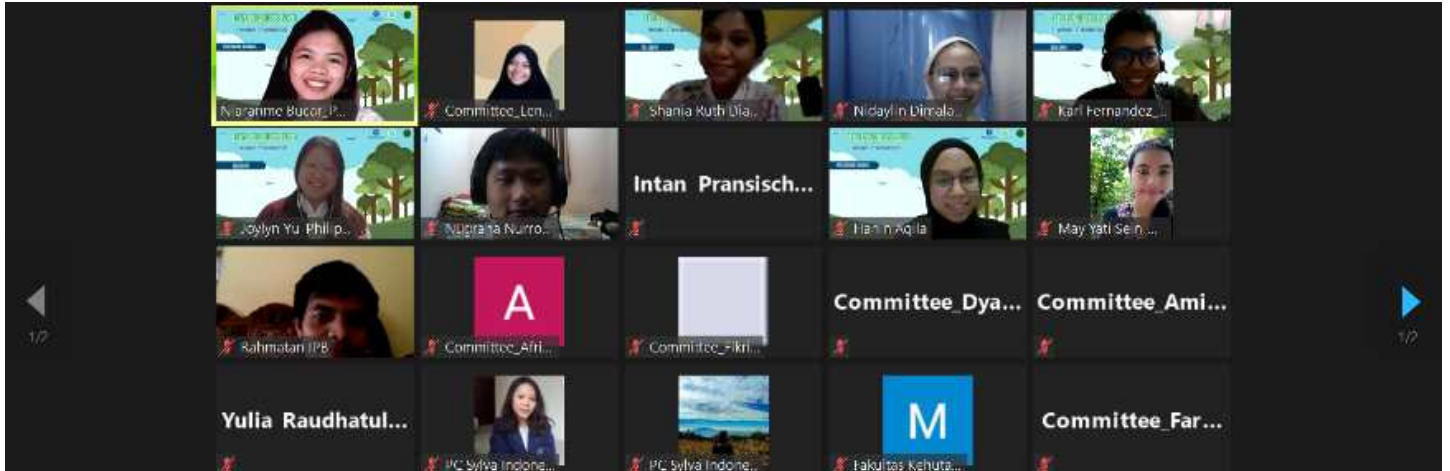 Committee_Len...
Shania Ruth Dia...
Nidaylin Dimala...
Karl Fernandez_...
Joylyn Yu Philip...
Nugraha Nurro...
Intan Pransisch...
Hanin Aqila
May Yati Sein ...
Rahmatan IPB
Committee_Afri...
A
Committee_Fikri...
Committee_Dya...
Committee_Ami...
1/2
1/2
Yulia Raudhatul...
PC Sylva Indone...
PC Sylva Indone...
M
Fakultas Kehuta...
Committee_Far...